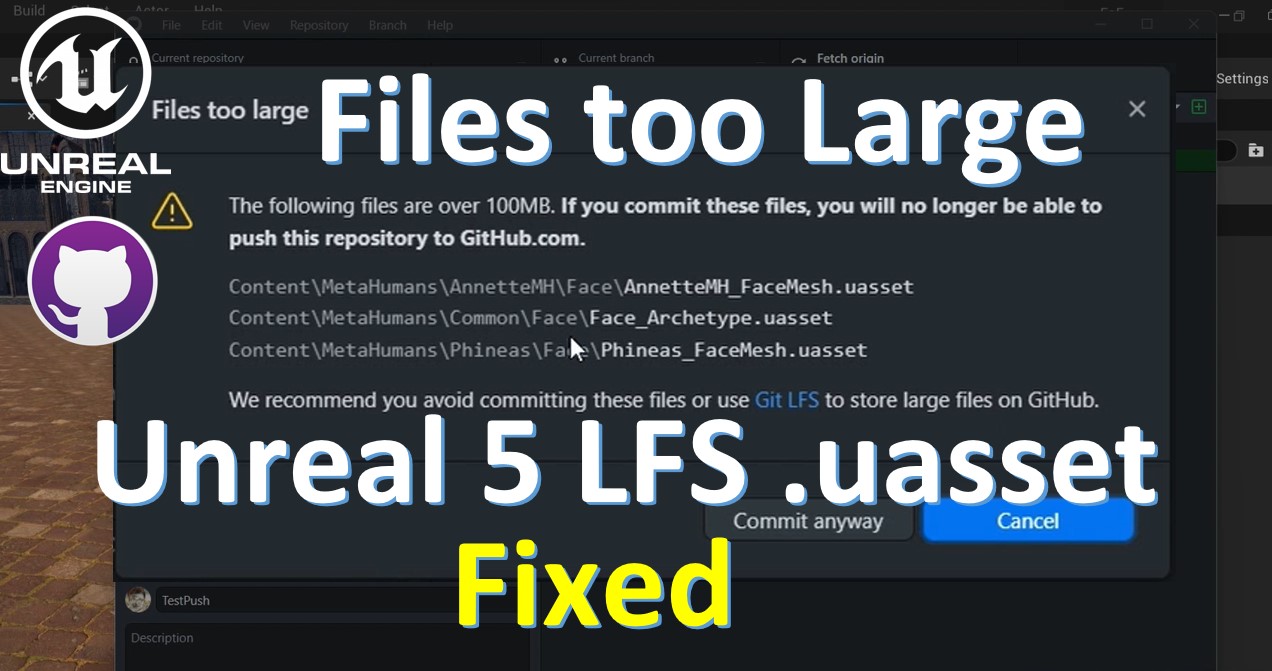 Build
Help
File Edit View Repository Branch Help
Current repository
Current branch
Fetch origin
Settings
UNREAL
ENGINE
Files too large
Files too Large
The following files are over 100MB. If you commit these files, you will no longer be able to
push this repository to GitHub.com.
Content\MetaHumans\AnnetteMH\Face\AnnetteMH_FaceMesh.uasset
Content\MetaHumans\Common\Face\Face_Archetype.uasset
Content\MetaHumans\Phineas\Face\Phineas_FaceMesh.uasset
We recommend you avoid committing these files or use Git LFS to store large files on GitHub.
Unreal 5 LFS .uasset
Commit anyway
Cancel
Fixed
TestPush
Description